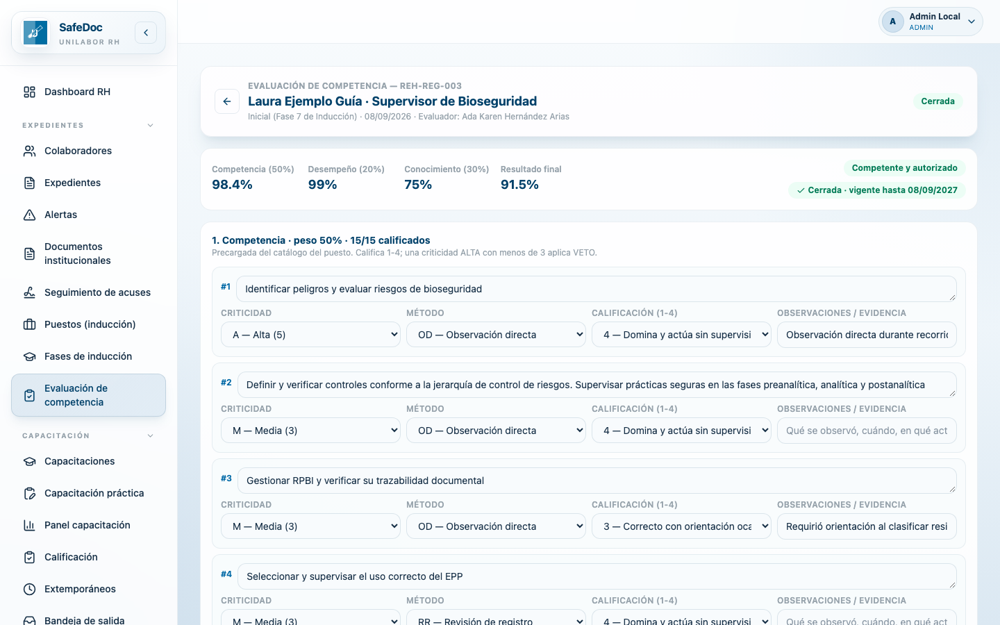 SafeDoc
UNILABOR RH
A
Admin Local
ADMIN
Dashboard RH
EXPEDIENTES
Colaboradores
Expedientes
Alertas
Documentos
institucionales
Seguimiento de acuses
Puestos (inducción)
Fases de inducción
Evaluación de
competencia
CAPACITACIÓN
Capacitaciones
Capacitación práctica
Panel capacitación
Calificación
Extemporáneos
Bandeja de salida
EVALUACIÓN DE COMPETENCIA — REH-REG-003
Laura Ejemplo Guía · Supervisor de Bioseguridad
Inicial (Fase 7 de Inducción) · 08/09/2026 · Evaluador: Ada Karen Hernández Arias
Cerrada
Competencia (50%)
98.4%
Desempeño (20%)
99%
Conocimiento (30%)
75%
Resultado final
91.5%
Competente y autorizado
✓ Cerrada · vigente hasta 08/09/2027
1. Competencia · peso 50% · 15/15 calificados
Precargada del catálogo del puesto. Califica 1-4; una criticidad ALTA con menos de 3 aplica VETO.
#1 Identificar peligros y evaluar riesgos de bioseguridad
CRITICIDAD MÉTODO CALIFICACIÓN (1-4) OBSERVACIONES / EVIDENCIA
A — Alta (5) OD — Observación directa 4 — Domina y actúa sin supervisi Observación directa durante recorric
#2 Definir y verificar controles conforme a la jerarquía de control de riesgos. Supervisar prácticas seguras en las fases preanalítica, analítica y postanalítica
CRITICIDAD MÉTODO CALIFICACIÓN (1-4) OBSERVACIONES / EVIDENCIA
M — Media (3) OD — Observación directa 4 — Domina y actúa sin supervisi Qué se observó, cuándo, en qué act
#3 Gestionar RPBI y verificar su trazabilidad documental
CRITICIDAD MÉTODO CALIFICACIÓN (1-4) OBSERVACIONES / EVIDENCIA
M — Media (3) OD — Observación directa 3 — Correcto con orientación oca Requirió orientación al clasificar resi
#4 Seleccionar y supervisar el uso correcto del EPP
CRITICIDAD MÉTODO CALIFICACIÓN (1-4) OBSERVACIONES / EVIDENCIA
M — Media (3) RR — Revisión de registro 4 — Domina y actúa sin supervisi Qué se observó, cuándo, en qué act